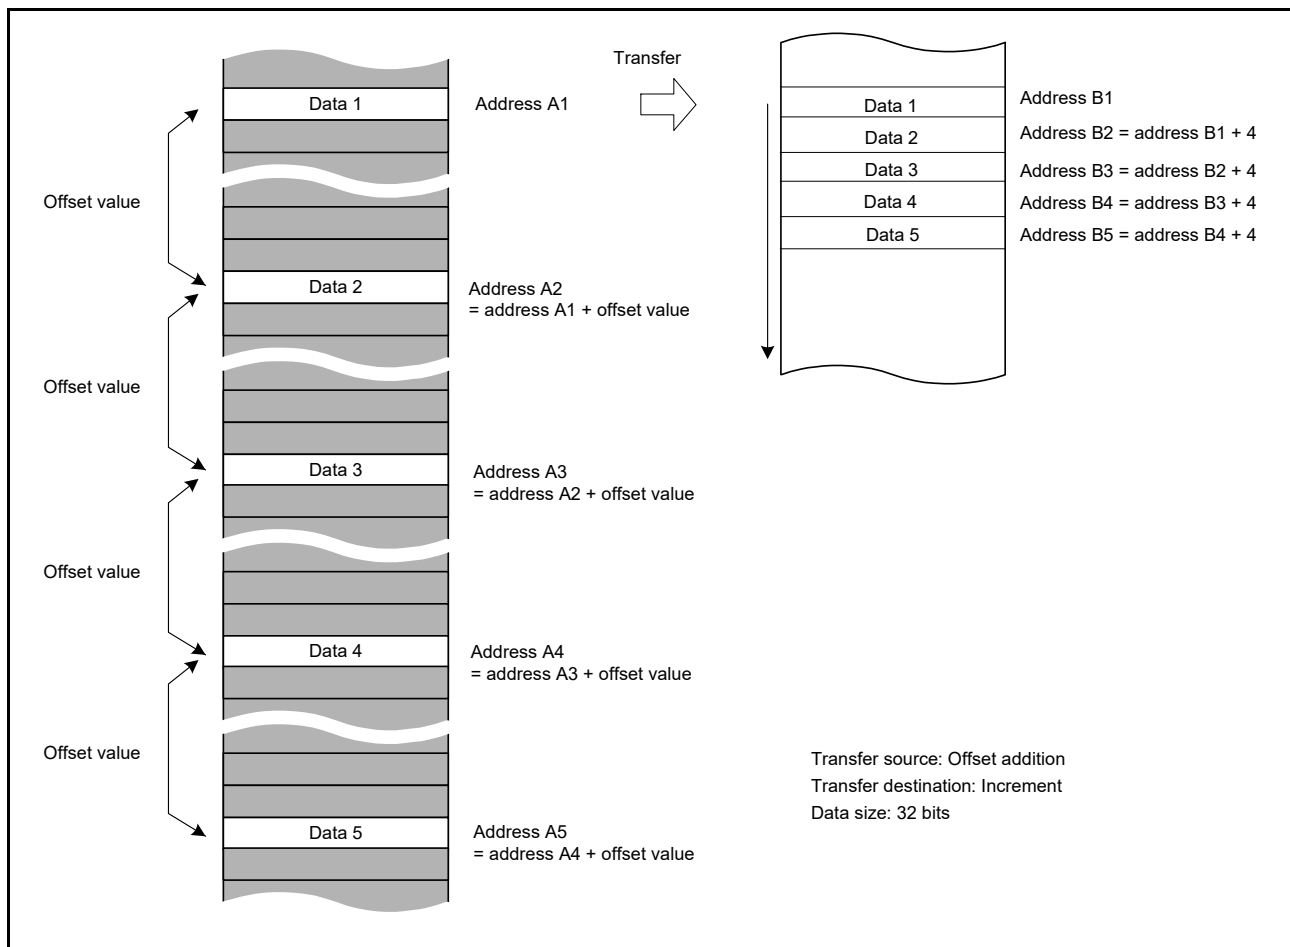 Transfer
Data 1
Address A1
Offset value
Data 2
Address A2
= address A1 + offset value
Offset value
Data 3
Address A3
= address A2 + offset value
Offset value
Data 4
Address A4
= address A3 + offset value
Offset value
Data 5
Address A5
= address A4 + offset value
Data 1
Address B1
Data 2
Address B2 = address B1 + 4
Data 3
Address B3 = address B2 + 4
Data 4
Address B4 = address B3 + 4
Data 5
Address B5 = address B4 + 4
Transfer source: Offset addition
Transfer destination: Increment
Data size: 32 bits